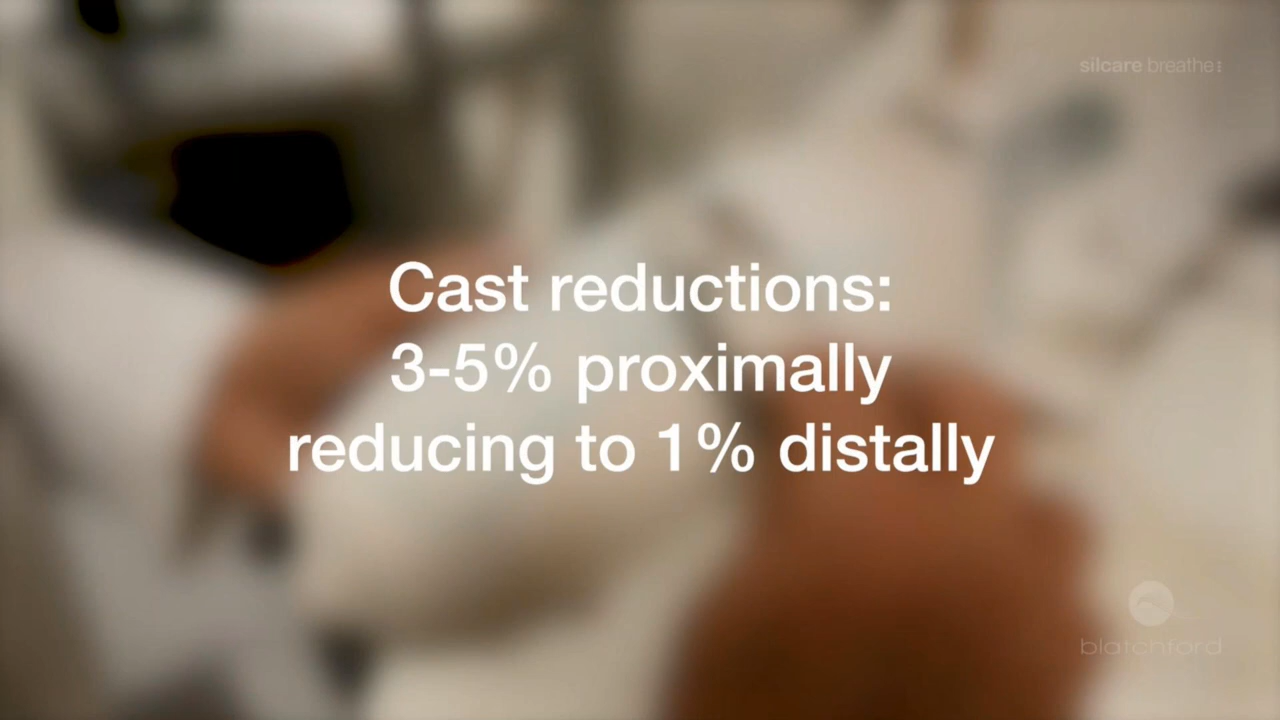 silcare breathe
Cast reductions:
3-5% proximally
reducing to 1% distally
blatchford